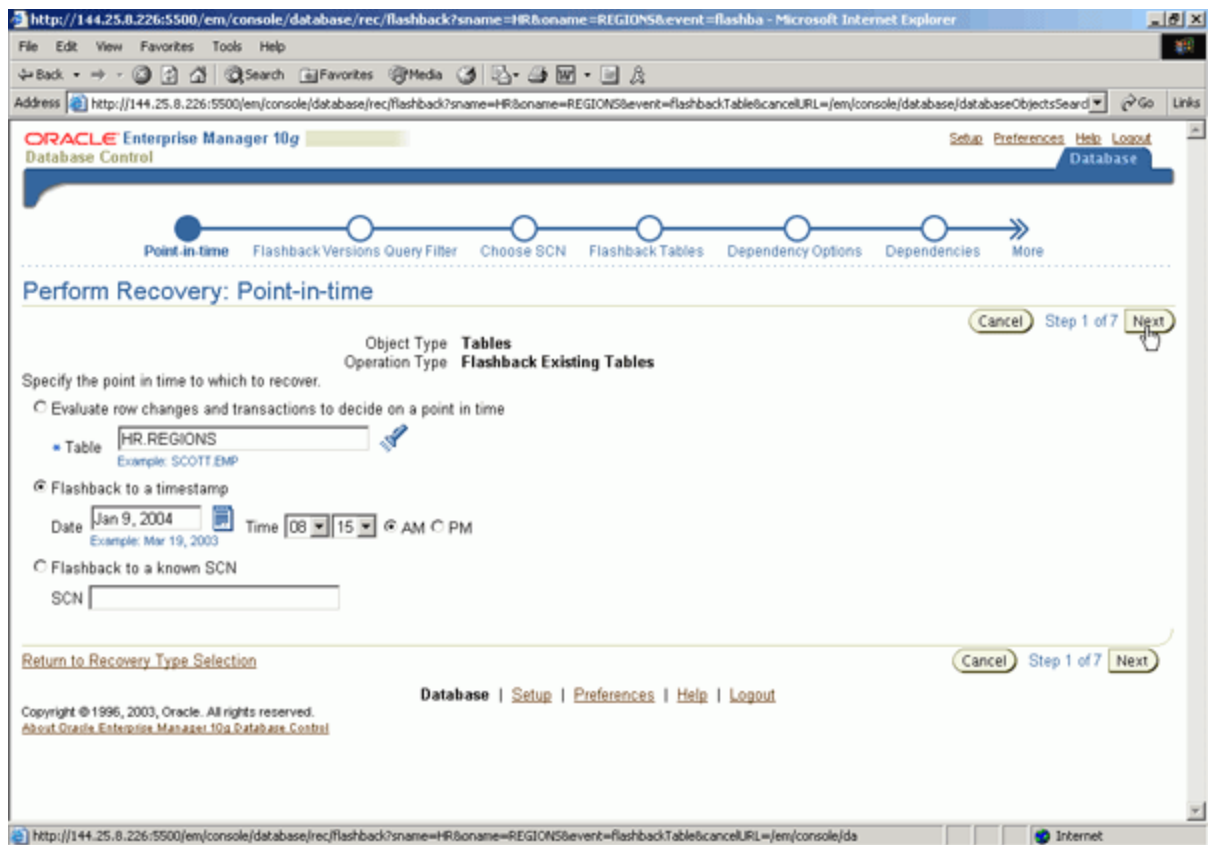 http://144.25.8.226:5500/em/console/database/rec/flashback?sname=HR&oname=REGIONS&event=flashba - Microsoft Internet Explorer
File Edit View Favorites Tools Help
Back Search Favorites Media
Address http://144.25.8.226:5500/em/console/database/rec/flashback?sname=HR&oname=REGIONS&event=flashbackTable&cancelURL=/em/console/database/databaseObjectsSeard Go Links
ORACLE Enterprise Manager 10g
Database Control
Setup Preferences Help Logout
Database
Point-in-time Flashback Versions Query Filter Choose SCN Flashback Tables Dependency Options Dependencies More
Perform Recovery: Point-in-time
Cancel Step 1 of 7 Next
Object Type Tables
Operation Type Flashback Existing Tables
Specify the point in time to which to recover.
Evaluate row changes and transactions to decide on a point in time
Table HR.REGIONS
Example: SCOTT.EMP
Flashback to a timestamp
Date Jan 9, 2004 Time 08 15 AM PM
Example: Mar 19, 2003
Flashback to a known SCN
SCN
Return to Recovery Type Selection
Cancel Step 1 of 7 Next
Database | Setup | Preferences | Help | Logout
Copyright © 1996, 2003, Oracle. All rights reserved.
About Oracle Enterprise Manager 10g Database Control
http://144.25.8.226:5500/em/console/database/rec/flashback?sname=HR&oname=REGIONS&event=flashbackTable&cancelURL=/em/console/da Internet